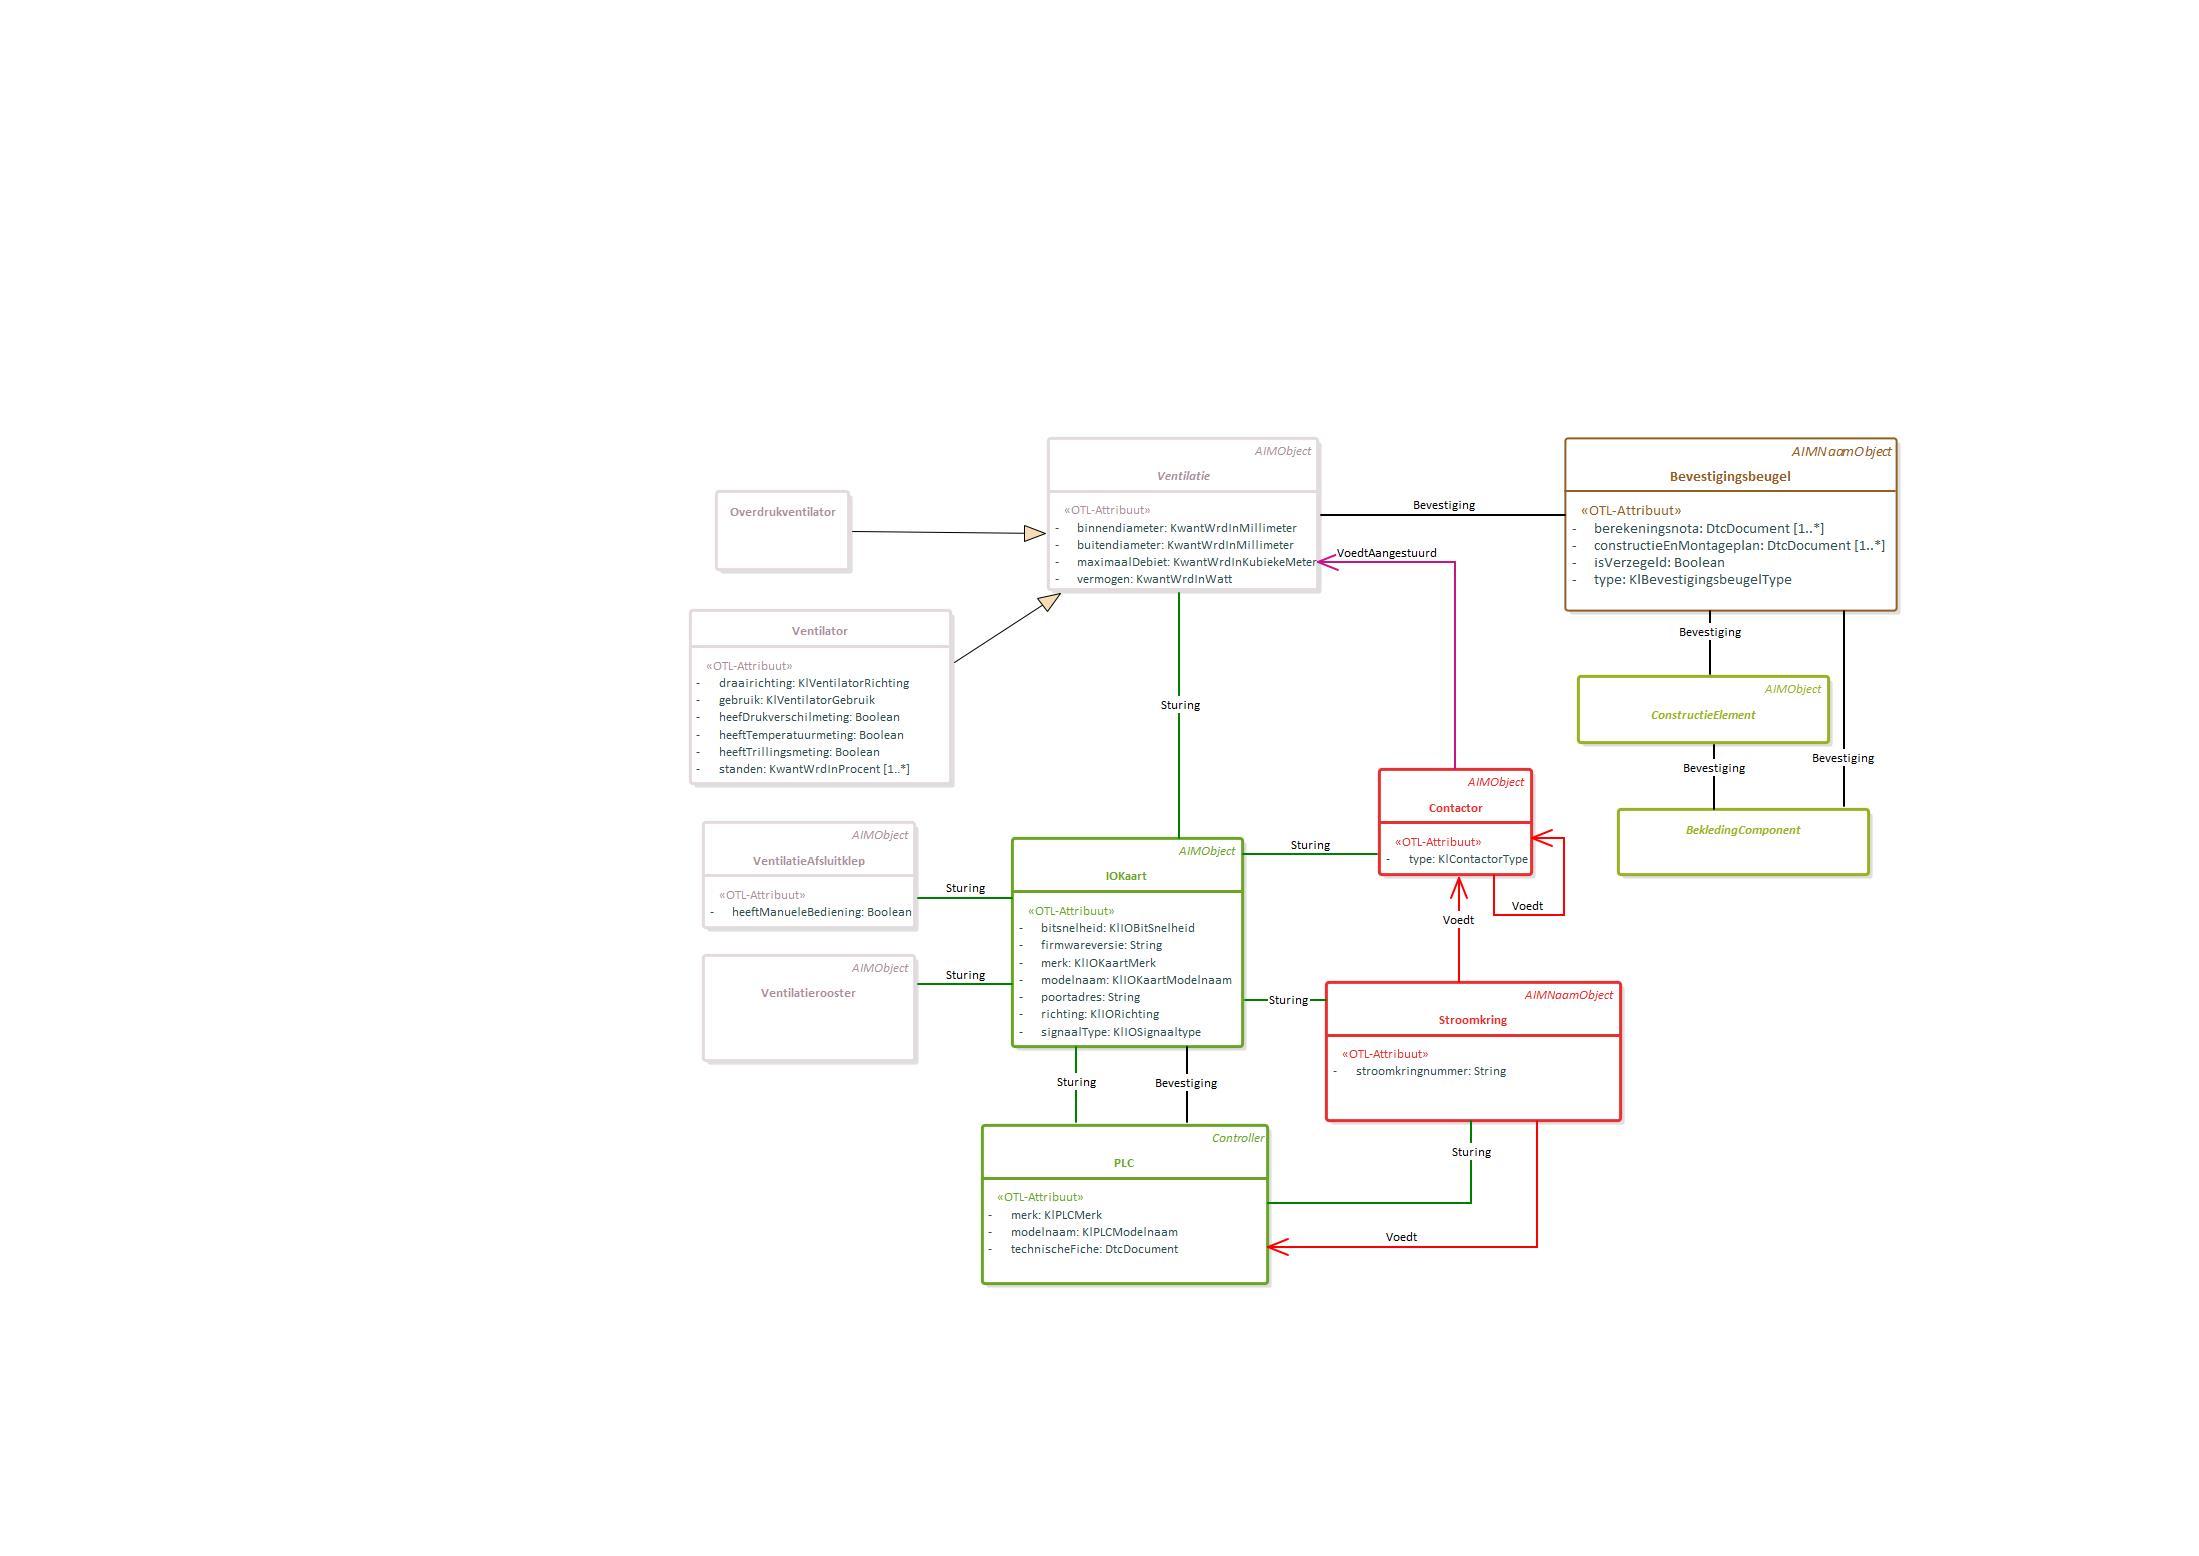 AIMObject
Ventilatie
«OTL-Attribuut»
- binnendiameter: KwantWrdInMillimeter
- buitendiameter: KwantWrdInMillimeter
- maximaalDebiet: KwantWrdInKubiekeMeter
- vermogen: KwantWrdInWatt
Bevestiging
VoedtAangestuurd
AIMNaamObject
Bevestigingsbeugel
«OTL-Attribuut»
- berekeningsnota: DtcDocument [1..*]
- constructieEnMontageplan: DtcDocument [1..*]
- isVerzegeld: Boolean
- type: KlBevestigingsbeugelType
Overdrukventilator
Ventilator
«OTL-Attribuut»
- draairichting: KlVentilatorRichting
- gebruik: KlVentilatorGebruik
- heefDrukverschilmeting: Boolean
- heeftTemperatuurmeting: Boolean
- heeftTrillingsmeting: Boolean
- standen: KwantWrdInProcent [1..*]
Sturing
Bevestiging
AIMObject
ConstructieElement
Bevestiging
Bevestiging
BekledingComponent
AIMObject
Contactor
«OTL-Attribuut»
- type: KlContactorType
Voedt
Voedt
AIMObject
VentilatieAfsluitklep
«OTL-Attribuut»
- heeftManueleBediening: Boolean
Sturing
AIMObject
Ventilatierooster
Sturing
AIMObject
IOKaart
«OTL-Attribuut»
- bitsnelheid: KlIOBitSnelheid
- firmwareversie: String
- merk: KlIOKaartMerk
- modelnaam: KlIOKaartModelnaam
- poortadres: String
- richting: KlIORichting
- signaalType: KlIOSignaaltype
Sturing
Sturing
AIMNaamObject
Stroomkring
«OTL-Attribuut»
- stroomkringnummer: String
Sturing
Bevestiging
Controller
PLC
«OTL-Attribuut»
- merk: KlPLCMerk
- modelnaam: KlPLCModelnaam
- technischeFiche: DtcDocument
Sturing
Voedt